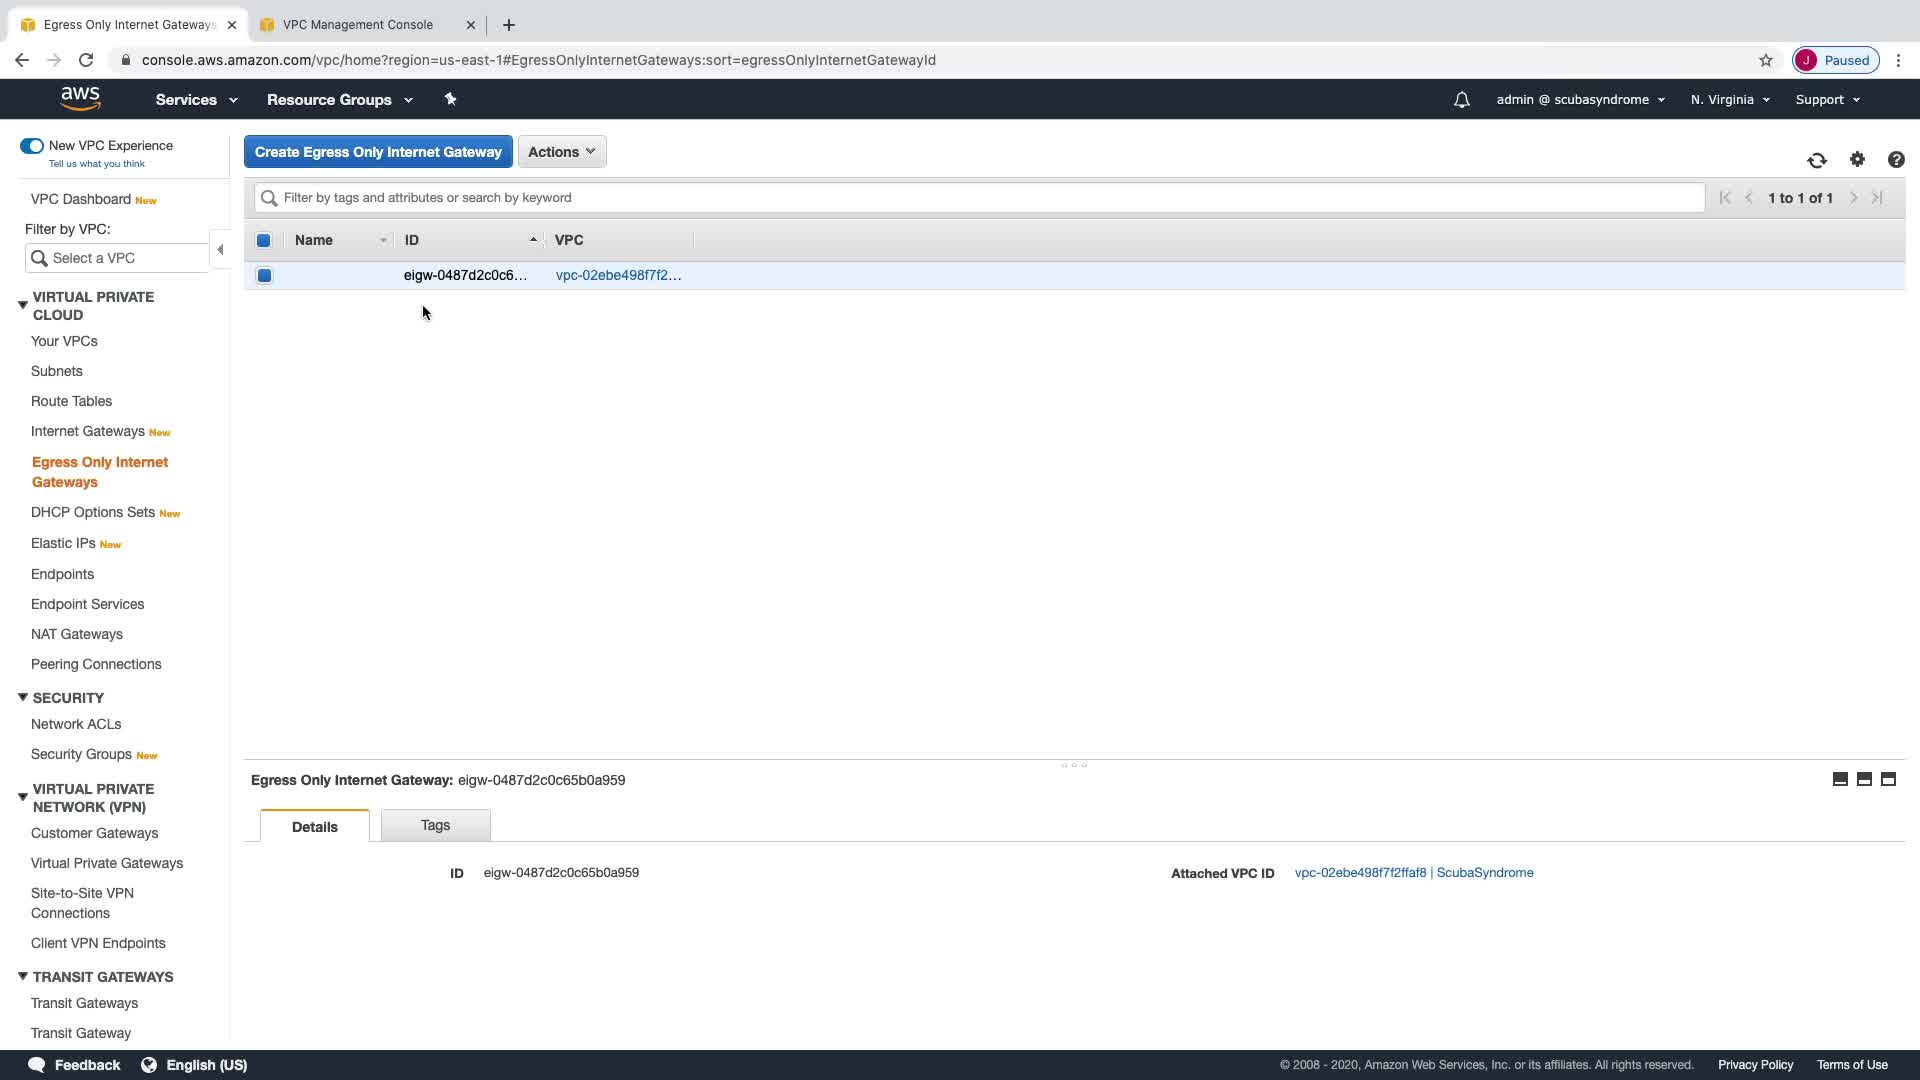 Egress Only Internet Gateways
VPC Management Console
console.aws.amazon.com/vpc/home?region=us-east-1#EgressOnlyInternetGateways:sort=egressOnlyInternetGatewayId
J Paused
aws
Services
Resource Groups
admin @ scubasyndrome
N. Virginia
Support
New VPC Experience
Tell us what you think
VPC Dashboard New
Filter by VPC:
Select a VPC
VIRTUAL PRIVATE
CLOUD
Your VPCs
Subnets
Route Tables
Internet Gateways New
Egress Only Internet
Gateways
DHCP Options Sets New
Elastic IPs New
Endpoints
Endpoint Services
NAT Gateways
Peering Connections
SECURITY
Network ACLs
Security Groups New
VIRTUAL PRIVATE
NETWORK (VPN)
Customer Gateways
Virtual Private Gateways
Site-to-Site VPN
Connections
Client VPN Endpoints
TRANSIT GATEWAYS
Transit Gateways
Transit Gateway
Create Egress Only Internet Gateway
Actions
Filter by tags and attributes or search by keyword
1 to 1 of 1
Name ID VPC
eigw-0487d2c0c6... vpc-02ebe498f7f2...
Egress Only Internet Gateway: eigw-0487d2c0c65b0a959
Details
Tags
ID eigw-0487d2c0c65b0a959
Attached VPC ID vpc-02ebe498f7f2ffaf8 | ScubaSyndrome
Feedback
English (US)
© 2008 - 2020, Amazon Web Services, Inc. or its affiliates. All rights reserved.
Privacy Policy
Terms of Use